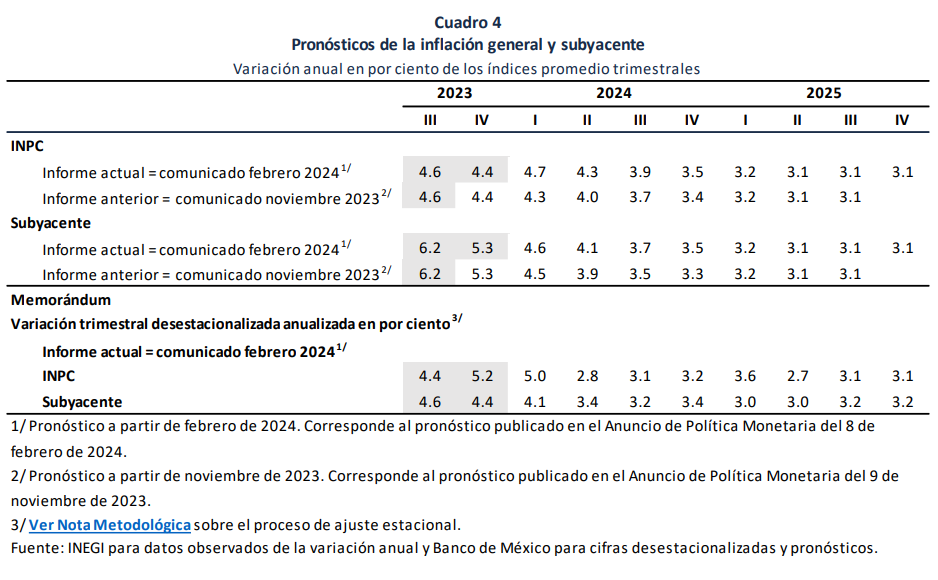 Cuadro 4
Pronósticos de la inflación general y subyacente
Variación anual en por ciento de los índices promedio trimestrales
2023 2024 2025
III IV I II III IV I II III IV
INPC
Informe actual = comunicado febrero 2024 1/ 4.6 4.4 4.7 4.3 3.9 3.5 3.2 3.1 3.1 3.1
Informe anterior = comunicado noviembre 2023 2/ 4.6 4.4 4.3 4.0 3.7 3.4 3.2 3.1 3.1
Subyacente
Informe actual = comunicado febrero 2024 1/ 6.2 5.3 4.6 4.1 3.7 3.5 3.2 3.1 3.1 3.1
Informe anterior = comunicado noviembre 2023 2/ 6.2 5.3 4.5 3.9 3.5 3.3 3.2 3.1 3.1
Memorándum
Variación trimestral desestacionalizada anualizada en por ciento 3/
Informe actual = comunicado febrero 2024 1/
INPC 4.4 5.2 5.0 2.8 3.1 3.2 3.6 2.7 3.1 3.1
Subyacente 4.6 4.4 4.1 3.4 3.2 3.4 3.0 3.0 3.2 3.2
1/ Pronóstico a partir de febrero de 2024. Corresponde al pronóstico publicado en el Anuncio de Política Monetaria del 8 de
febrero de 2024.
2/ Pronóstico a partir de noviembre de 2023. Corresponde al pronóstico publicado en el Anuncio de Política Monetaria del 9 de
noviembre de 2023.
3/ Ver Nota Metodológica sobre el proceso de ajuste estacional.
Fuente: INEGI para datos observados de la variación anual y Banco de México para cifras desestacionalizadas y pronósticos.